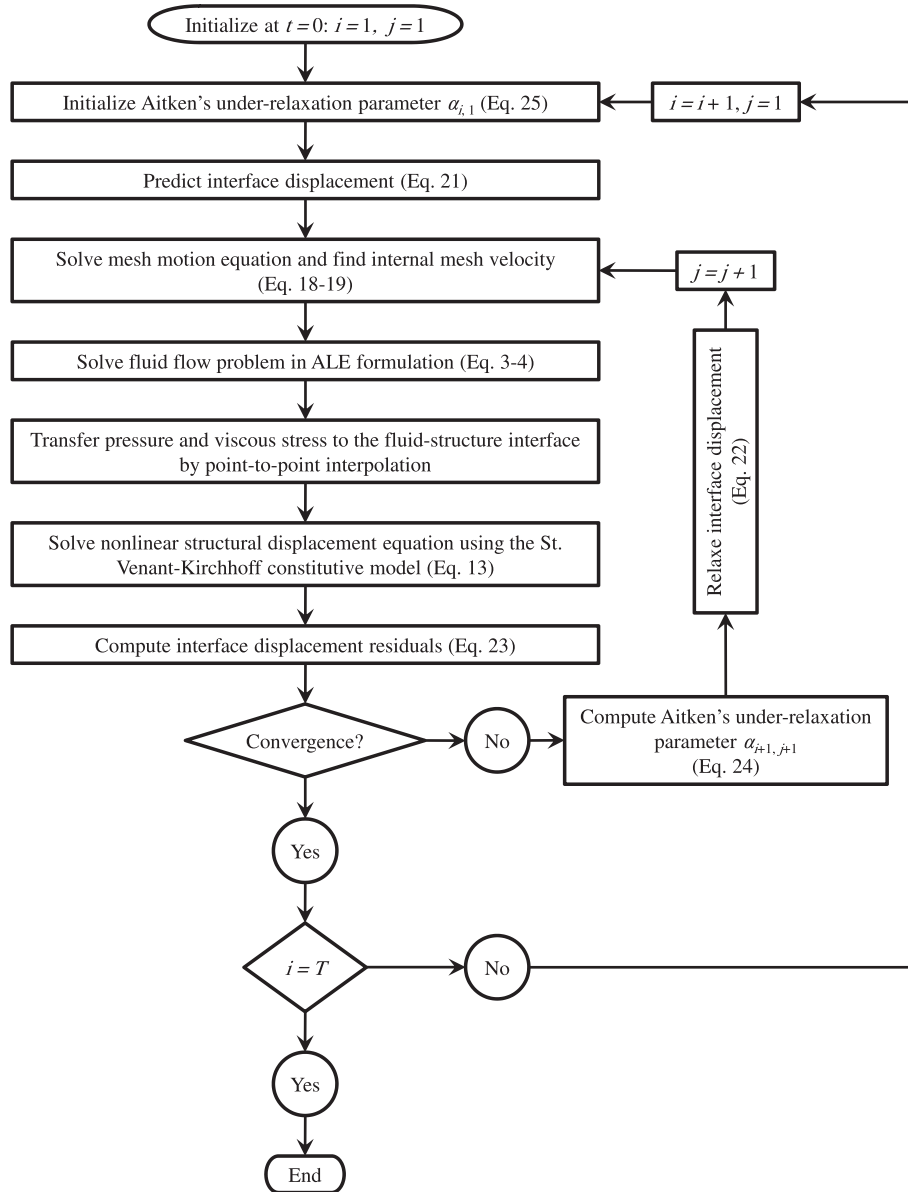 Initialize at t = 0: i = 1, j = 1
Initialize Aitken's under-relaxation parameter α_{i, 1} (Eq. 25)
i = i + 1, j = 1
Predict interface displacement (Eq. 21)
Solve mesh motion equation and find internal mesh velocity
(Eq. 18-19)
j = j + 1
Solve fluid flow problem in ALE formulation (Eq. 3-4)
Relaxe interface displacement
(Eq. 22)
Transfer pressure and viscous stress to the fluid-structure interface
by point-to-point interpolation
Solve nonlinear structural displacement equation using the St.
Venant-Kirchhoff constitutive model (Eq. 13)
Compute interface displacement residuals (Eq. 23)
Convergence?
No
Compute Aitken's under-relaxation
parameter α_{i+1, j+1}
(Eq. 24)
Yes
i = T
No
Yes
End